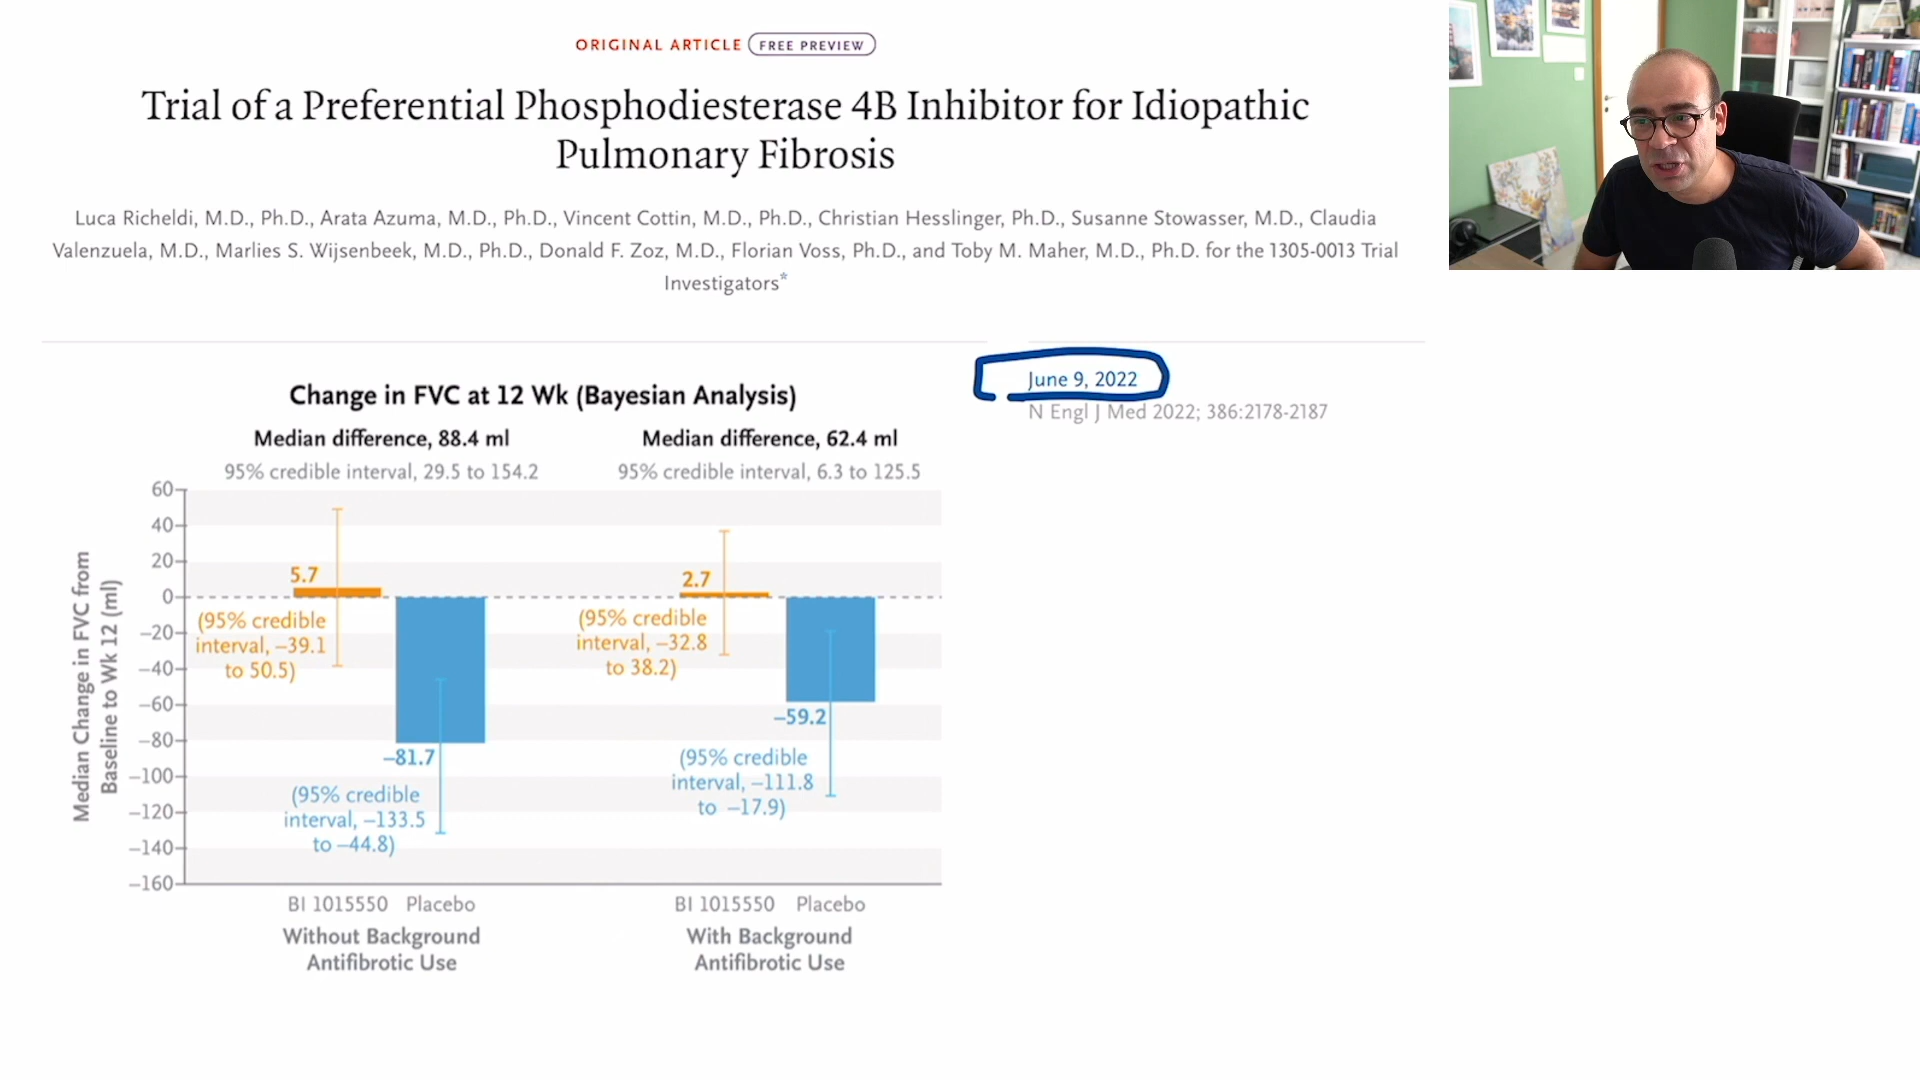 ORIGINAL ARTICLE FREE PREVIEW
Trial of a Preferential Phosphodiesterase 4B Inhibitor for Idiopathic
Pulmonary Fibrosis
Luca Richeldi, M.D., Ph.D., Arata Azuma, M.D., Ph.D., Vincent Cottin, M.D., Ph.D., Christian Hesslinger, Ph.D., Susanne Stowasser, M.D., Claudia
Valenzuela, M.D., Marlies S. Wijsenbeek, M.D., Ph.D., Donald F. Zoz, M.D., Florian Voss, Ph.D., and Toby M. Maher, M.D., Ph.D. for the 1305-0013 Trial
Investigators*
June 9, 2022
N Engl J Med 2022; 386:2178-2187
Change in FVC at 12 Wk (Bayesian Analysis)
Median difference, 88.4 ml
95% credible interval, 29.5 to 154.2
Median difference, 62.4 ml
95% credible interval, 6.3 to 125.5
Median Change in FVC from
Baseline to Wk 12 (ml)
60
40
20
0
−20
−40
−60
−80
−100
−120
−140
−160
5.7
(95% credible
interval, −39.1
to 50.5)
−81.7
(95% credible
interval, −133.5
to −44.8)
2.7
(95% credible
interval, −32.8
to 38.2)
−59.2
(95% credible
interval, −111.8
to −17.9)
BI 1015550 Placebo
Without Background
Antifibrotic Use
BI 1015550 Placebo
With Background
Antifibrotic Use